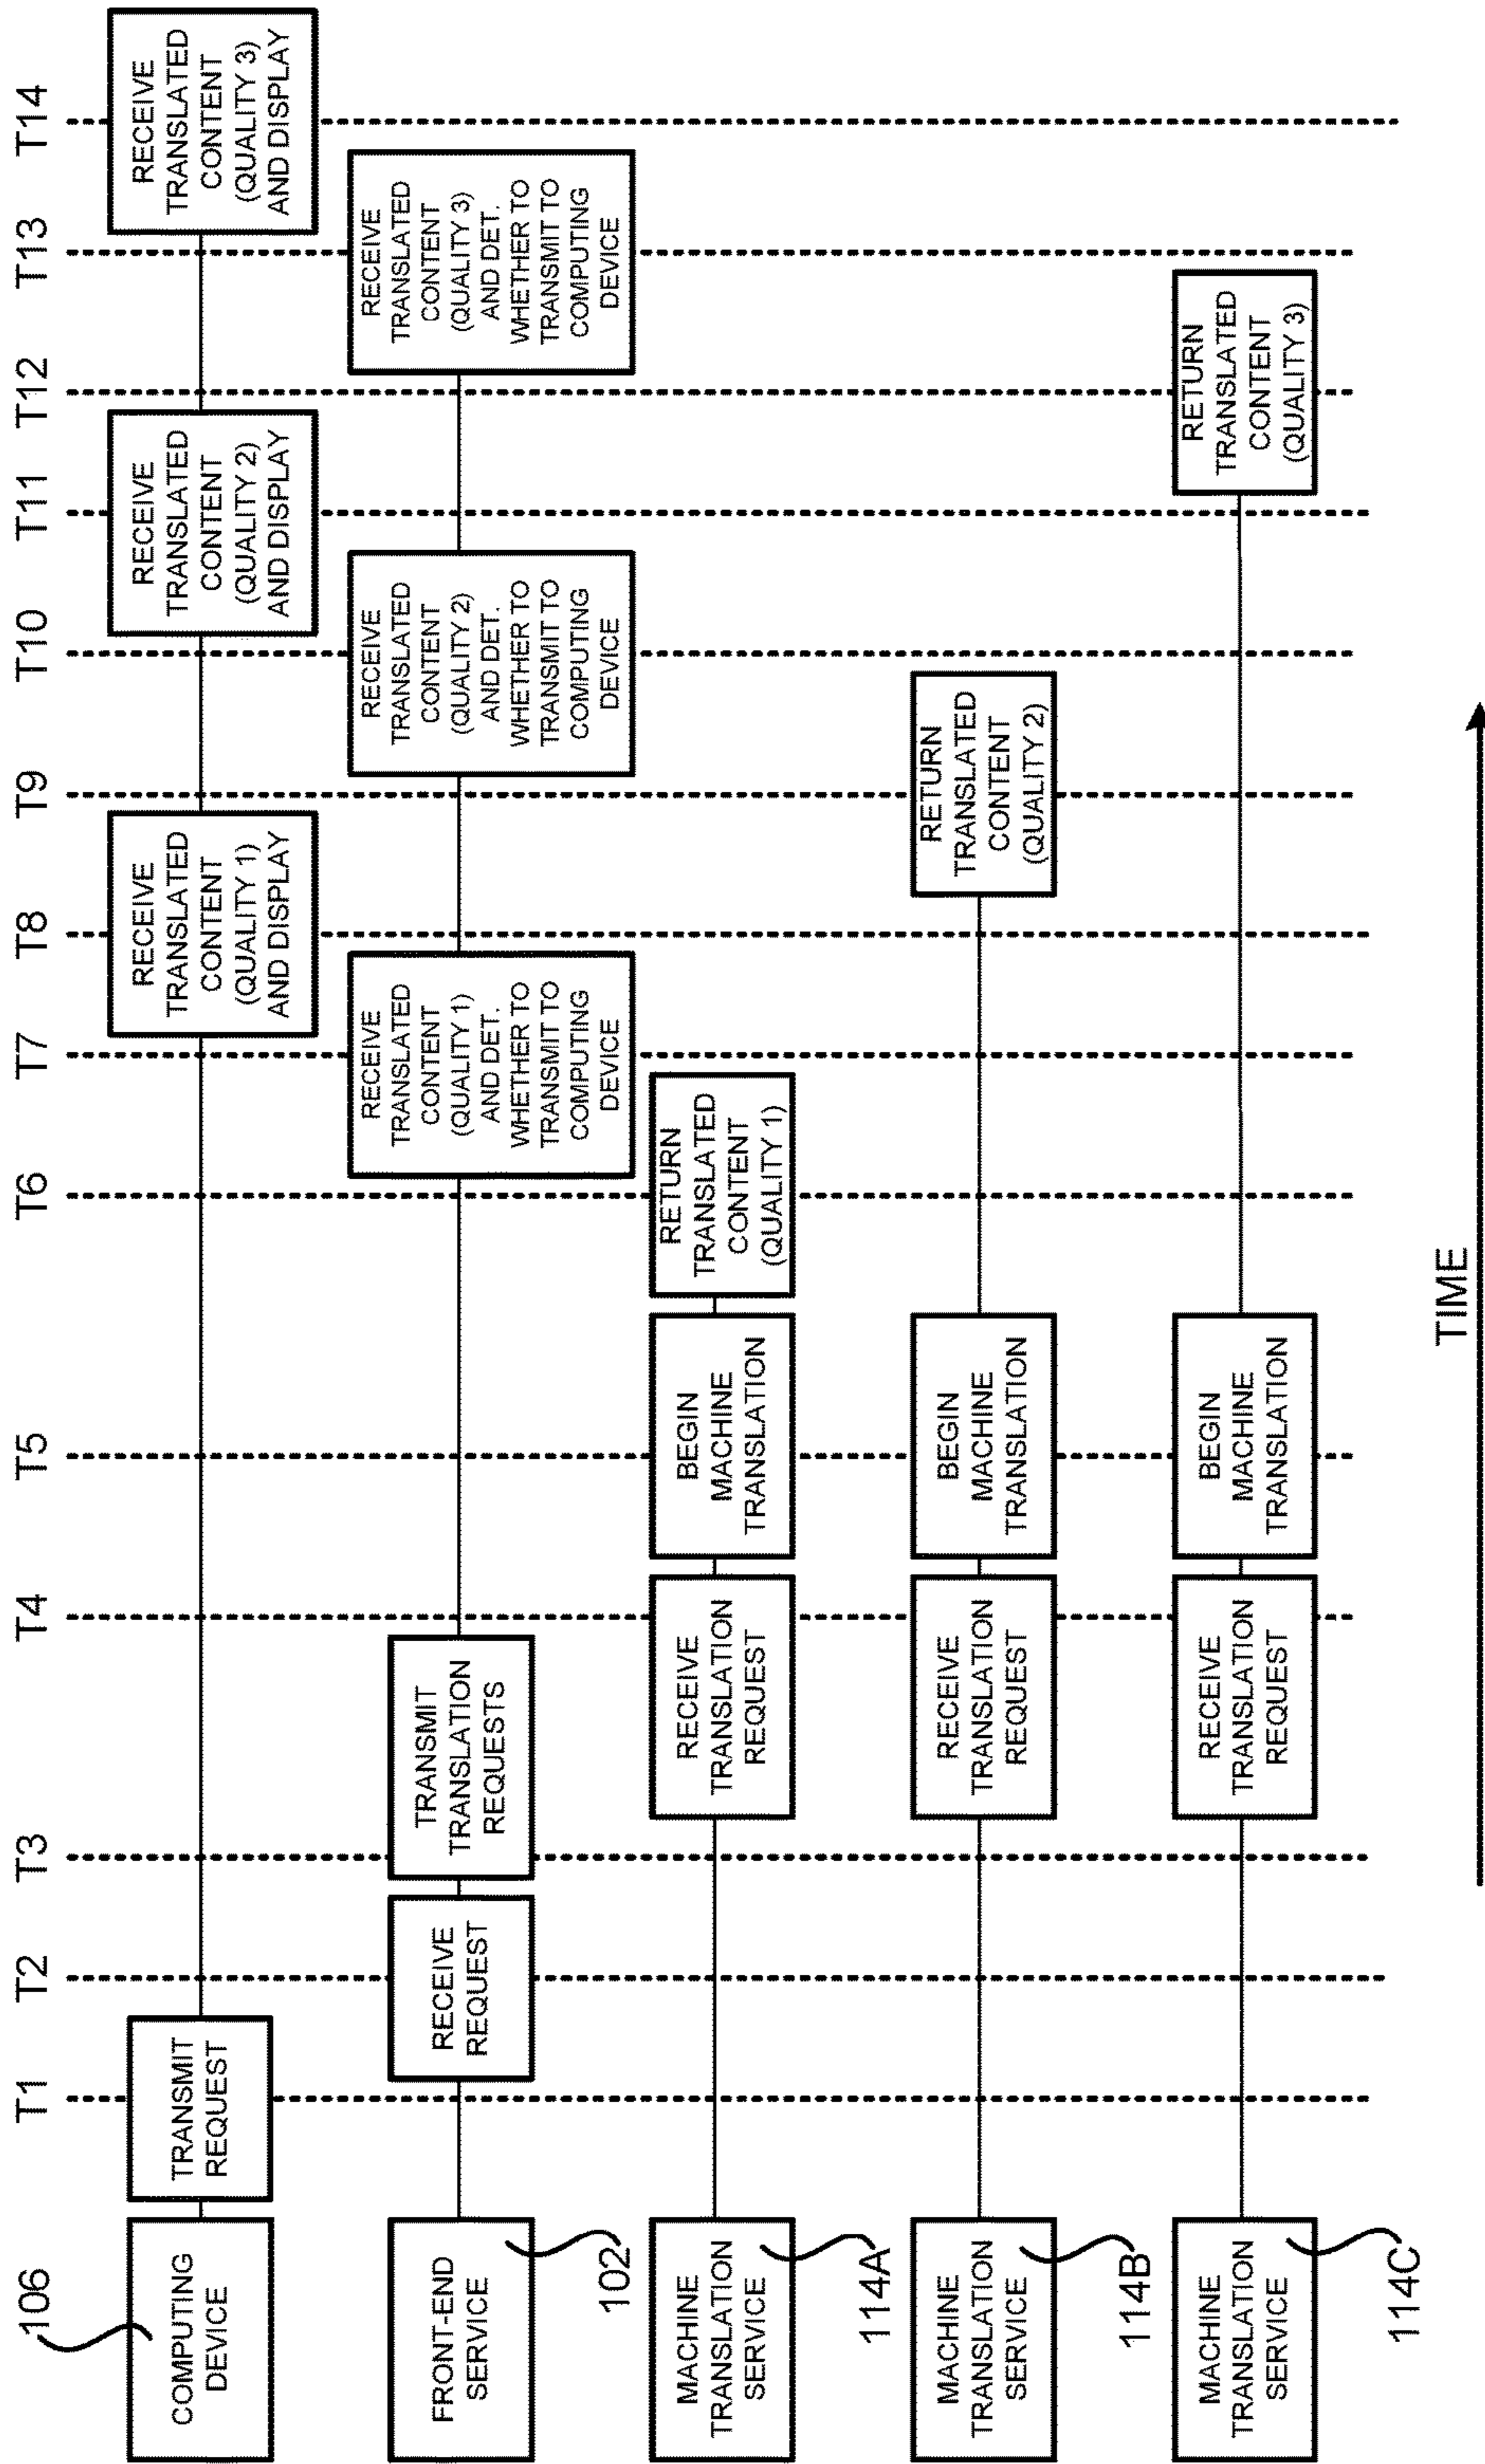 T1
T2
T3
T4
T5
T6
T7
T8
T9
T10
T11
T12
T13
T14
106
COMPUTING
DEVICE
TRANSMIT
REQUEST
RECEIVE
TRANSLATED
CONTENT
(QUALITY 1)
AND DISPLAY
RECEIVE
TRANSLATED
CONTENT
(QUALITY 2)
AND DISPLAY
RECEIVE
TRANSLATED
CONTENT
(QUALITY 3)
AND DISPLAY
FRONT-END
SERVICE
102
RECEIVE
REQUEST
TRANSMIT
TRANSLATION
REQUESTS
RECEIVE
TRANSLATED
CONTENT
(QUALITY 1)
AND DET.
WHETHER TO
TRANSMIT TO
COMPUTING
DEVICE
RECEIVE
TRANSLATED
CONTENT
(QUALITY 2)
AND DET.
WHETHER TO
TRANSMIT TO
COMPUTING
DEVICE
RECEIVE
TRANSLATED
CONTENT
(QUALITY 3)
AND DET.
WHETHER TO
TRANSMIT TO
COMPUTING
DEVICE
MACHINE
TRANSLATION
SERVICE
114A
RECEIVE
TRANSLATION
REQUEST
BEGIN
MACHINE
TRANSLATION
RETURN
TRANSLATED
CONTENT
(QUALITY 1)
MACHINE
TRANSLATION
SERVICE
114B
RECEIVE
TRANSLATION
REQUEST
BEGIN
MACHINE
TRANSLATION
RETURN
TRANSLATED
CONTENT
(QUALITY 2)
MACHINE
TRANSLATION
SERVICE
114C
RECEIVE
TRANSLATION
REQUEST
BEGIN
MACHINE
TRANSLATION
RETURN
TRANSLATED
CONTENT
(QUALITY 3)
TIME